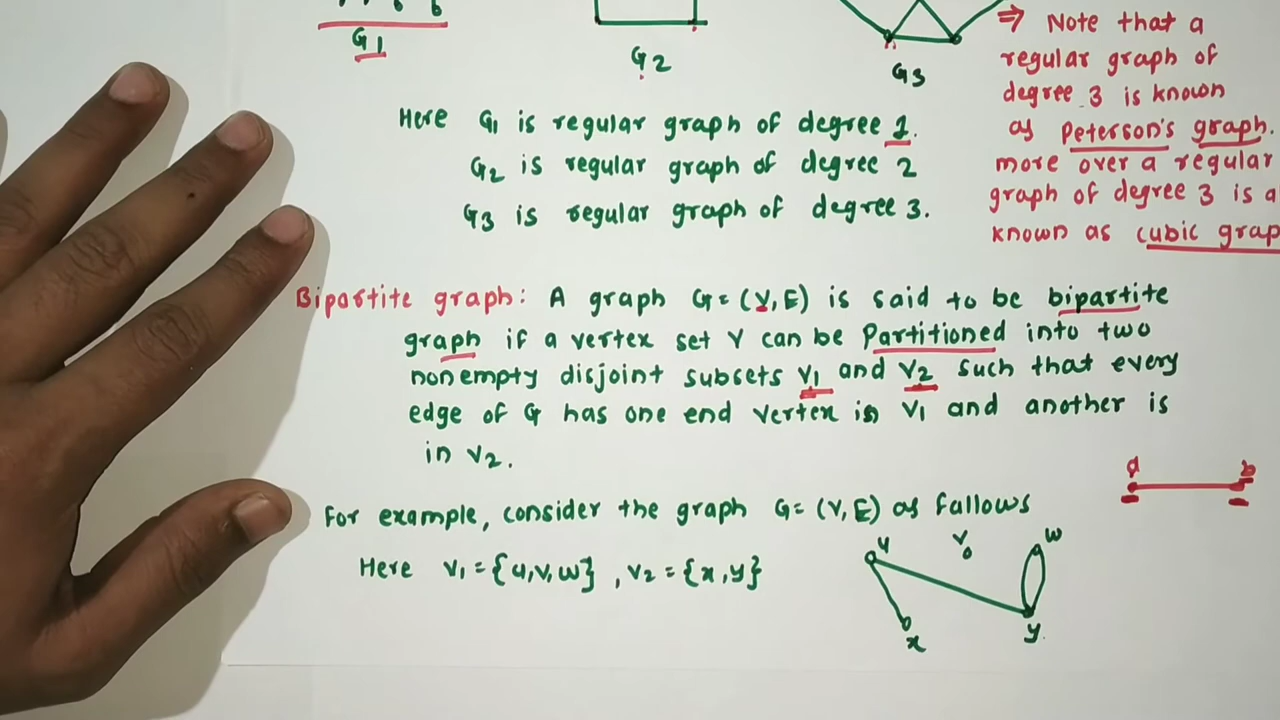 G1
G2
G3
⇒ Note that a
regular graph of
degree 3 is known
as Peterson's graph.
more over a regular
graph of degree 3 is a
known as cubic grap
Here G1 is regular graph of degree 1.
G2 is regular graph of degree 2
G3 is regular graph of degree 3.
Bipartite graph: A graph G=(V,E) is said to be bipartite
graph if a vertex set V can be Partitioned into two
nonempty disjoint subsets V1 and V2 such that every
edge of G has one end vertex in V1 and another is
in V2.
a b
For example, consider the graph G=(V,E) as fallows
Here V1={u,v,w}, V2={x,y}
u v w
x y